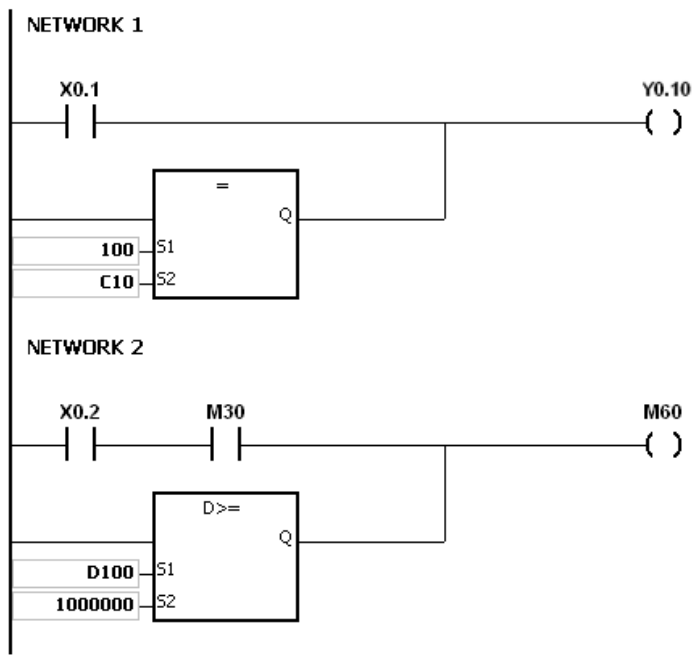 NETWORK 1
X0.1 Y0.10
=
Q
100 S1
C10 S2
NETWORK 2
X0.2 M30 M60
D>=
Q
D100 S1
1000000 S2